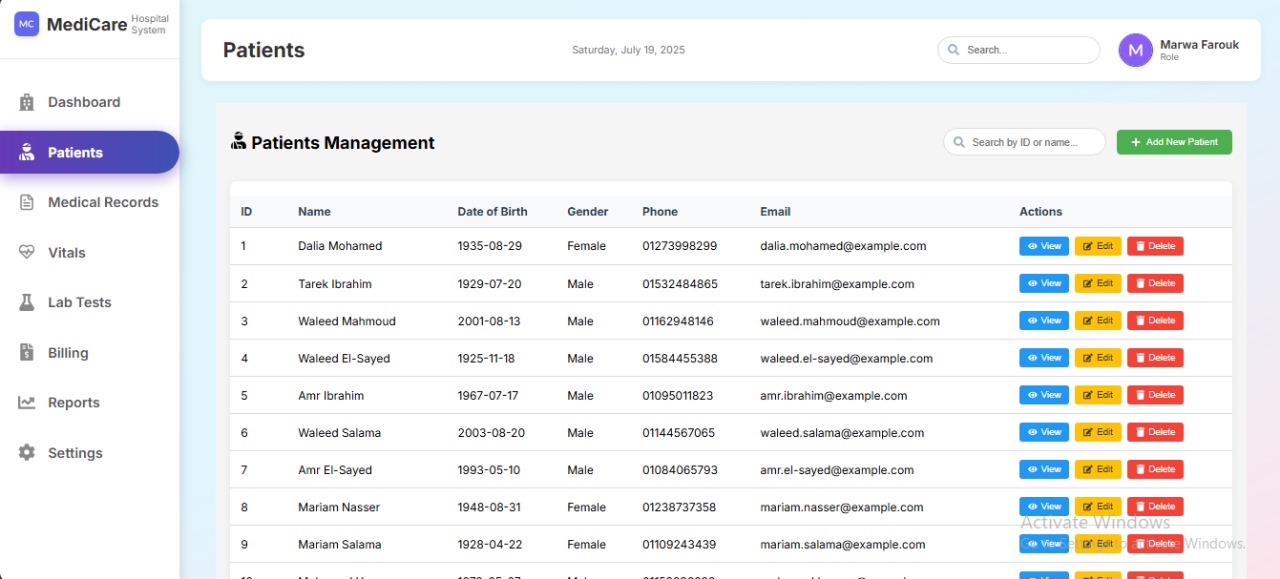 MC MediCare Hospital System
Dashboard
Patients
Medical Records
Vitals
Lab Tests
Billing
Reports
Settings
Patients
Saturday, July 19, 2025
Search...
M
Marwa Farouk
Role
Patients Management
Search by ID or name...
+ Add New Patient
ID Name Date of Birth Gender Phone Email Actions
1 Dalia Mohamed 1935-08-29 Female 01273998299 dalia.mohamed@example.com View Edit Delete
2 Tarek Ibrahim 1929-07-20 Male 01532484865 tarek.ibrahim@example.com View Edit Delete
3 Waleed Mahmoud 2001-08-13 Male 01162948146 waleed.mahmoud@example.com View Edit Delete
4 Waleed El-Sayed 1925-11-18 Male 01584455388 waleed.el-sayed@example.com View Edit Delete
5 Amr Ibrahim 1967-07-17 Male 01095011823 amr.ibrahim@example.com View Edit Delete
6 Waleed Salama 2003-08-20 Male 01144567065 waleed.salama@example.com View Edit Delete
7 Amr El-Sayed 1993-05-10 Male 01084065793 amr.el-sayed@example.com View Edit Delete
8 Mariam Nasser 1948-08-31 Female 01238737358 mariam.nasser@example.com View Edit Delete
Activate Windows
9 Mariam Salama 1928-04-22 Female 01109243439 mariam.salama@example.com View Edit Delete
Windows.